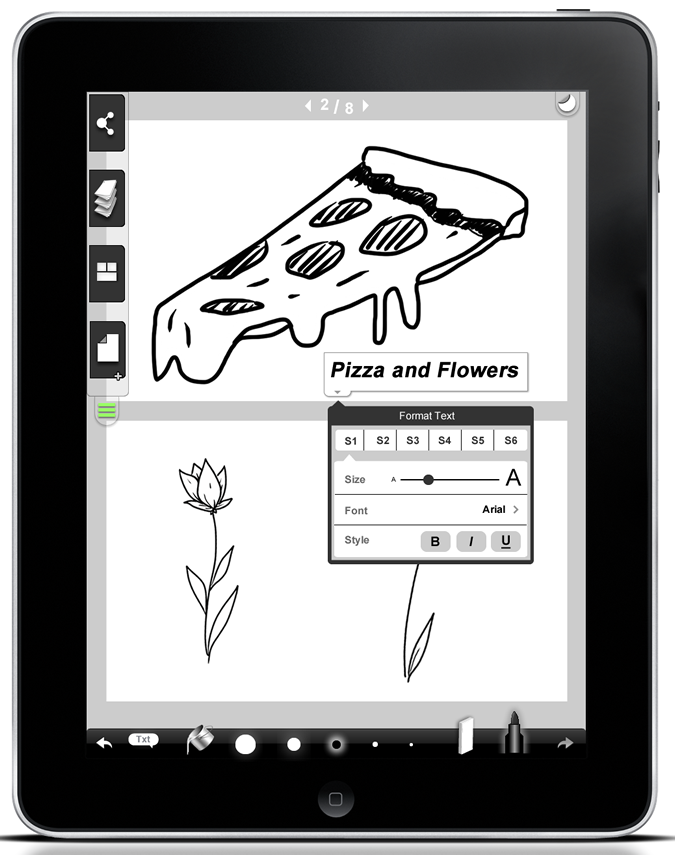 2 / 8
Pizza and Flowers
Format Text
S1 S2 S3 S4 S5 S6
Size A A
Font Arial >
Style B I U
Txt